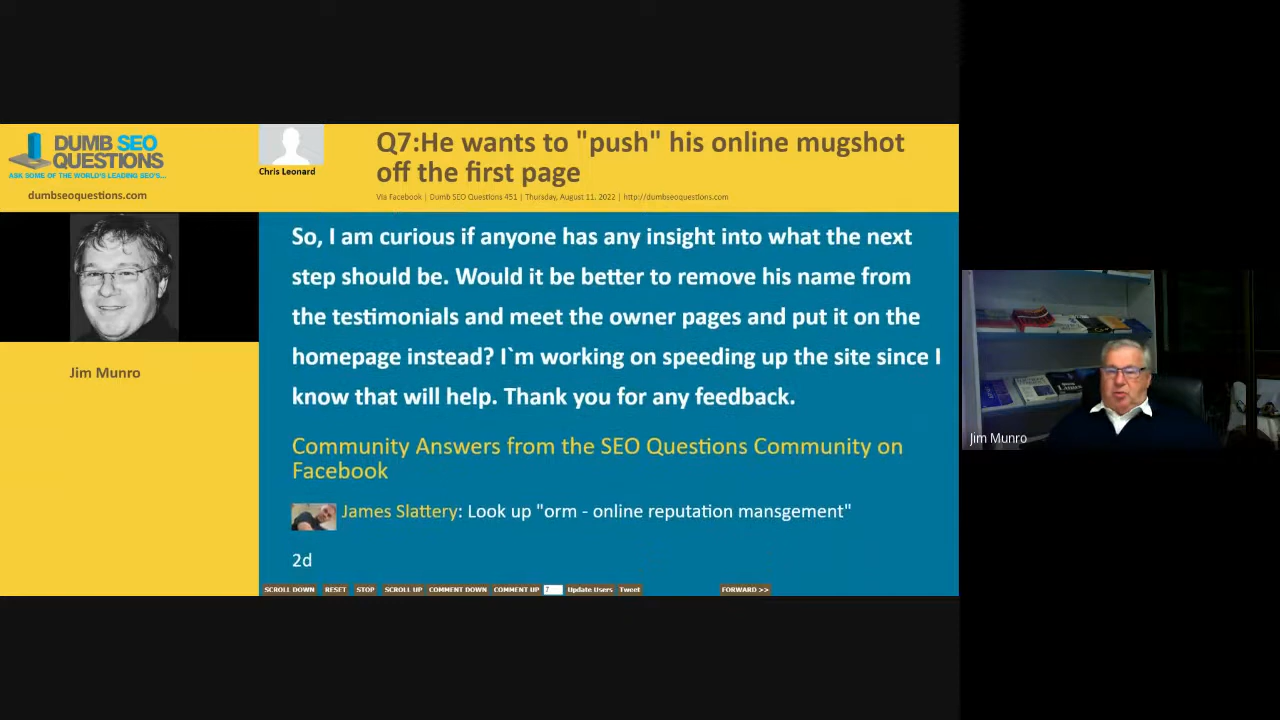 DUMB SEO
QUESTIONS
ASK SOME OF THE WORLD'S LEADING SEO'S...
dumbseoquestions.com
Chris Leonard
Q7:He wants to "push" his online mugshot
off the first page
Via Facebook | Dumb SEO Questions 451 | Thursday, August 11, 2022 | http://dumbseoquestions.com
Jim Munro
So, I am curious if anyone has any insight into what the next
step should be. Would it be better to remove his name from
the testimonials and meet the owner pages and put it on the
homepage instead? I`m working on speeding up the site since I
know that will help. Thank you for any feedback.
Community Answers from the SEO Questions Community on
Facebook
James Slattery: Look up "orm - online reputation mansgement"
2d
SCROLL DOWN RESET STOP SCROLL UP COMMENT DOWN COMMENT UP 7 Update Users Tweet FORWARD >>
Jim Munro